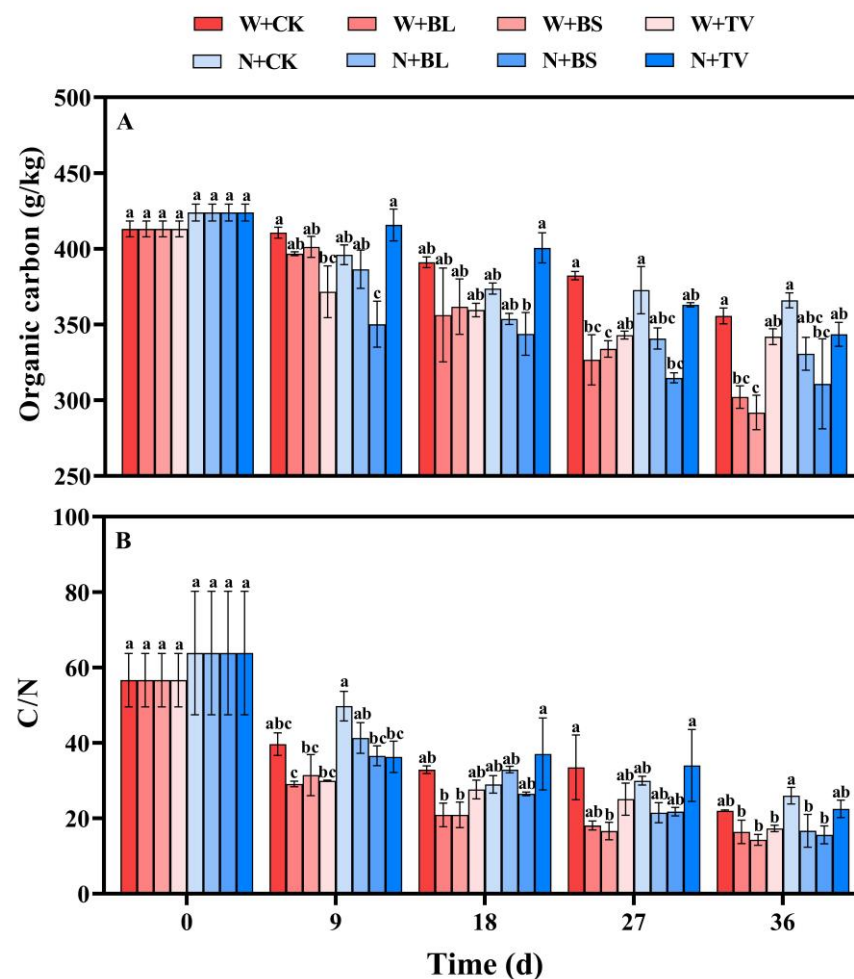 W+CK W+BL W+BS W+TV
N+CK N+BL N+BS N+TV
A
Organic carbon (g/kg)
500
450
400
350
300
250
a a a a a a a a
a ab ab bc ab ab c a
ab ab ab ab a ab b a
a bc c ab a abc bc ab
a bc c ab a abc bc ab
B
C/N
100
80
60
40
20
0
a a a a a a a a
abc c bc bc a ab bc bc
ab b b ab ab ab ab a
a ab b ab ab ab ab a
ab b b b a b b ab
0 9 18 27 36
Time (d)